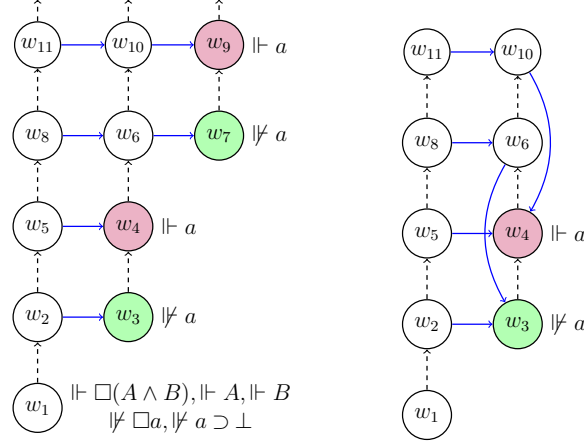 w₁₁ w₁₀ w₉ ⊩ a
w₈ w₆ w₇ ⊮ a
w₅ w₄ ⊩ a
w₂ w₃ ⊮ a
w₁ ⊩ □(A ∧ B), ⊩ A, ⊩ B
⊮ □a, ⊮ a ⊃ ⊥
w₁₁ w₁₀
w₈ w₆
w₅ w₄ ⊩ a
w₂ w₃ ⊮ a
w₁